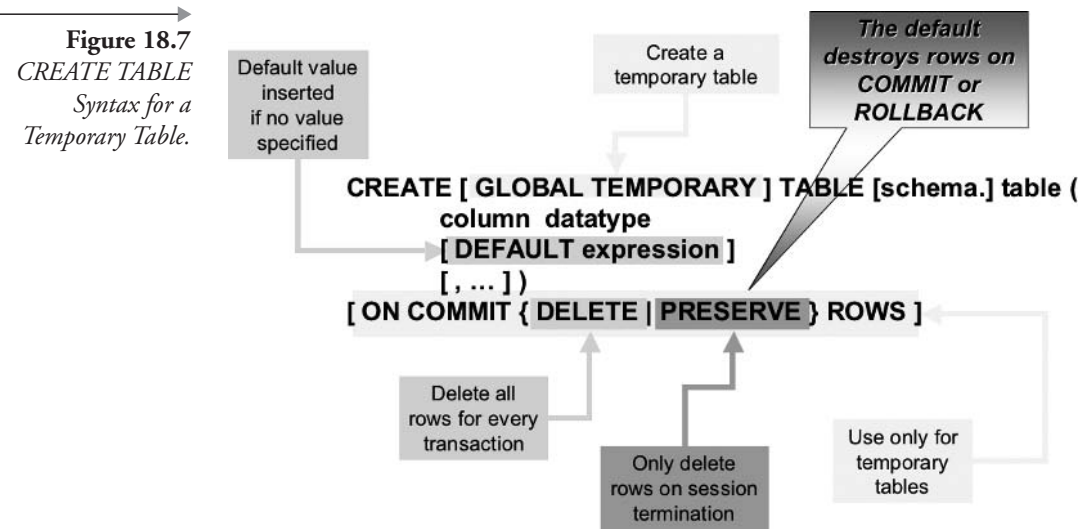 Figure 18.7
CREATE TABLE
Syntax for a
Temporary Table.
Default value
inserted
if no value
specified
Create a
temporary table
The default
destroys rows on
COMMIT or
ROLLBACK
CREATE [ GLOBAL TEMPORARY ] TABLE [schema.] table (
column datatype
[ DEFAULT expression ]
[ , ... ] )
[ ON COMMIT { DELETE | PRESERVE } ROWS ]
Delete all
rows for every
transaction
Only delete
rows on session
termination
Use only for
temporary
tables